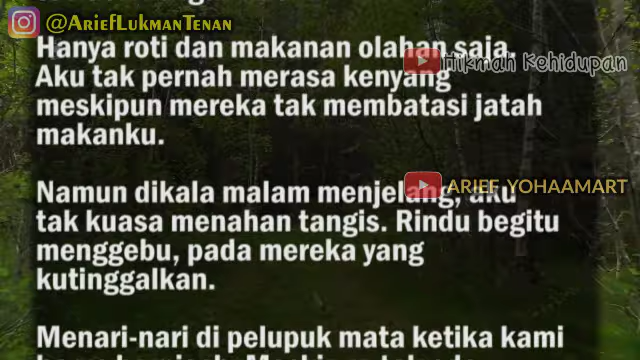 @AriefLukmanTenan
Hanya roti dan makanan olahan saja.
Hikmah Kehidupan
Aku tak pernah merasa kenyang
meskipun mereka tak membatasi jatah
makanku.
Namun dikala malam menjelang, aku
ARIEF YOHAAMART
tak kuasa menahan tangis. Rindu begitu
menggebu, pada mereka yang
kutinggalkan.
Menari-nari di pelupuk mata ketika kami